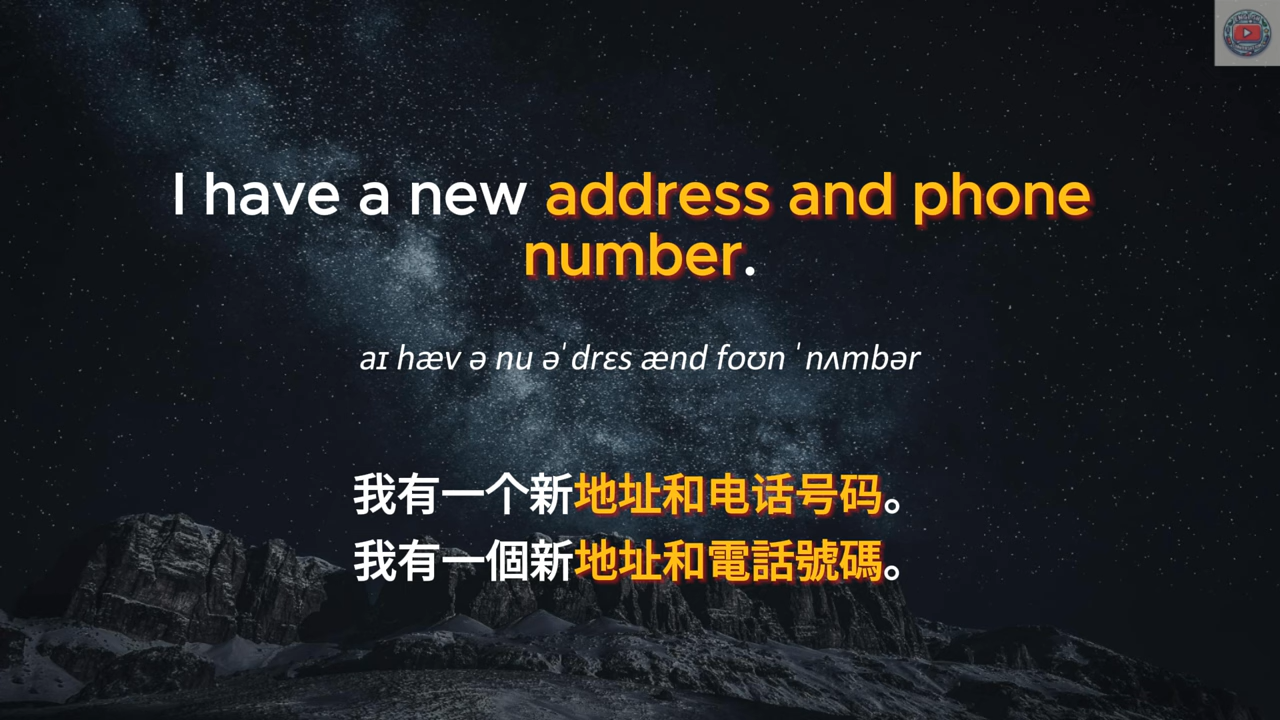 I have a new address and phone
number.
aɪ hæv ə nu əˈdrɛs ænd foʊn ˈnʌmbər
我有一个新地址和电话号码。
我有一個新地址和電話號碼。